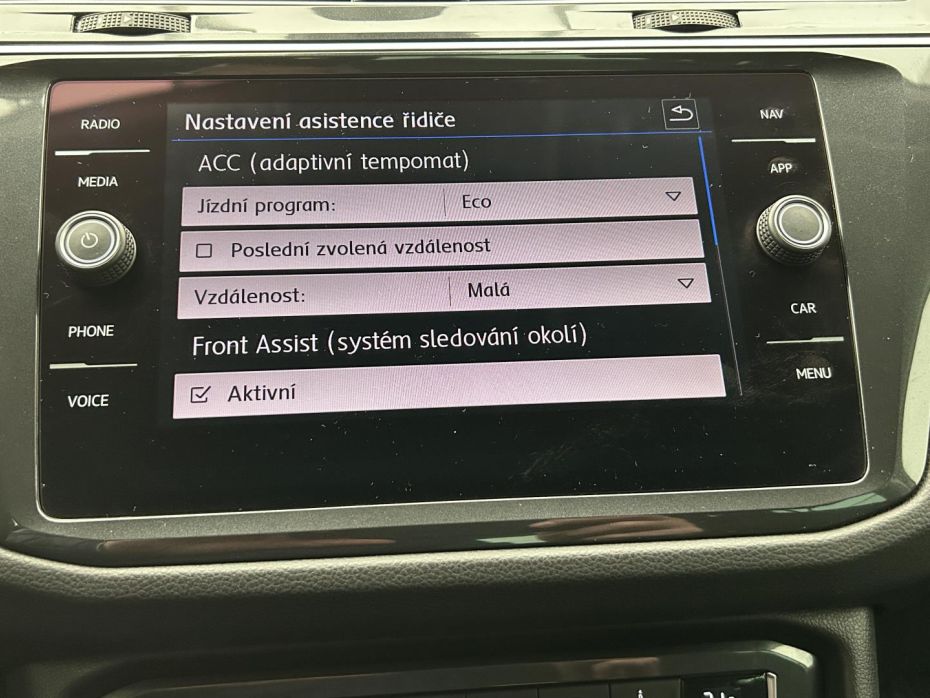 RADIO
MEDIA
PHONE
VOICE
Nastavení asistence řidiče
ACC (adaptivní tempomat)
Jízdní program: Eco
Poslední zvolená vzdálenost
Vzdálenost: Malá
Front Assist (systém sledování okolí)
Aktivní
NAV
APP
CAR
MENU